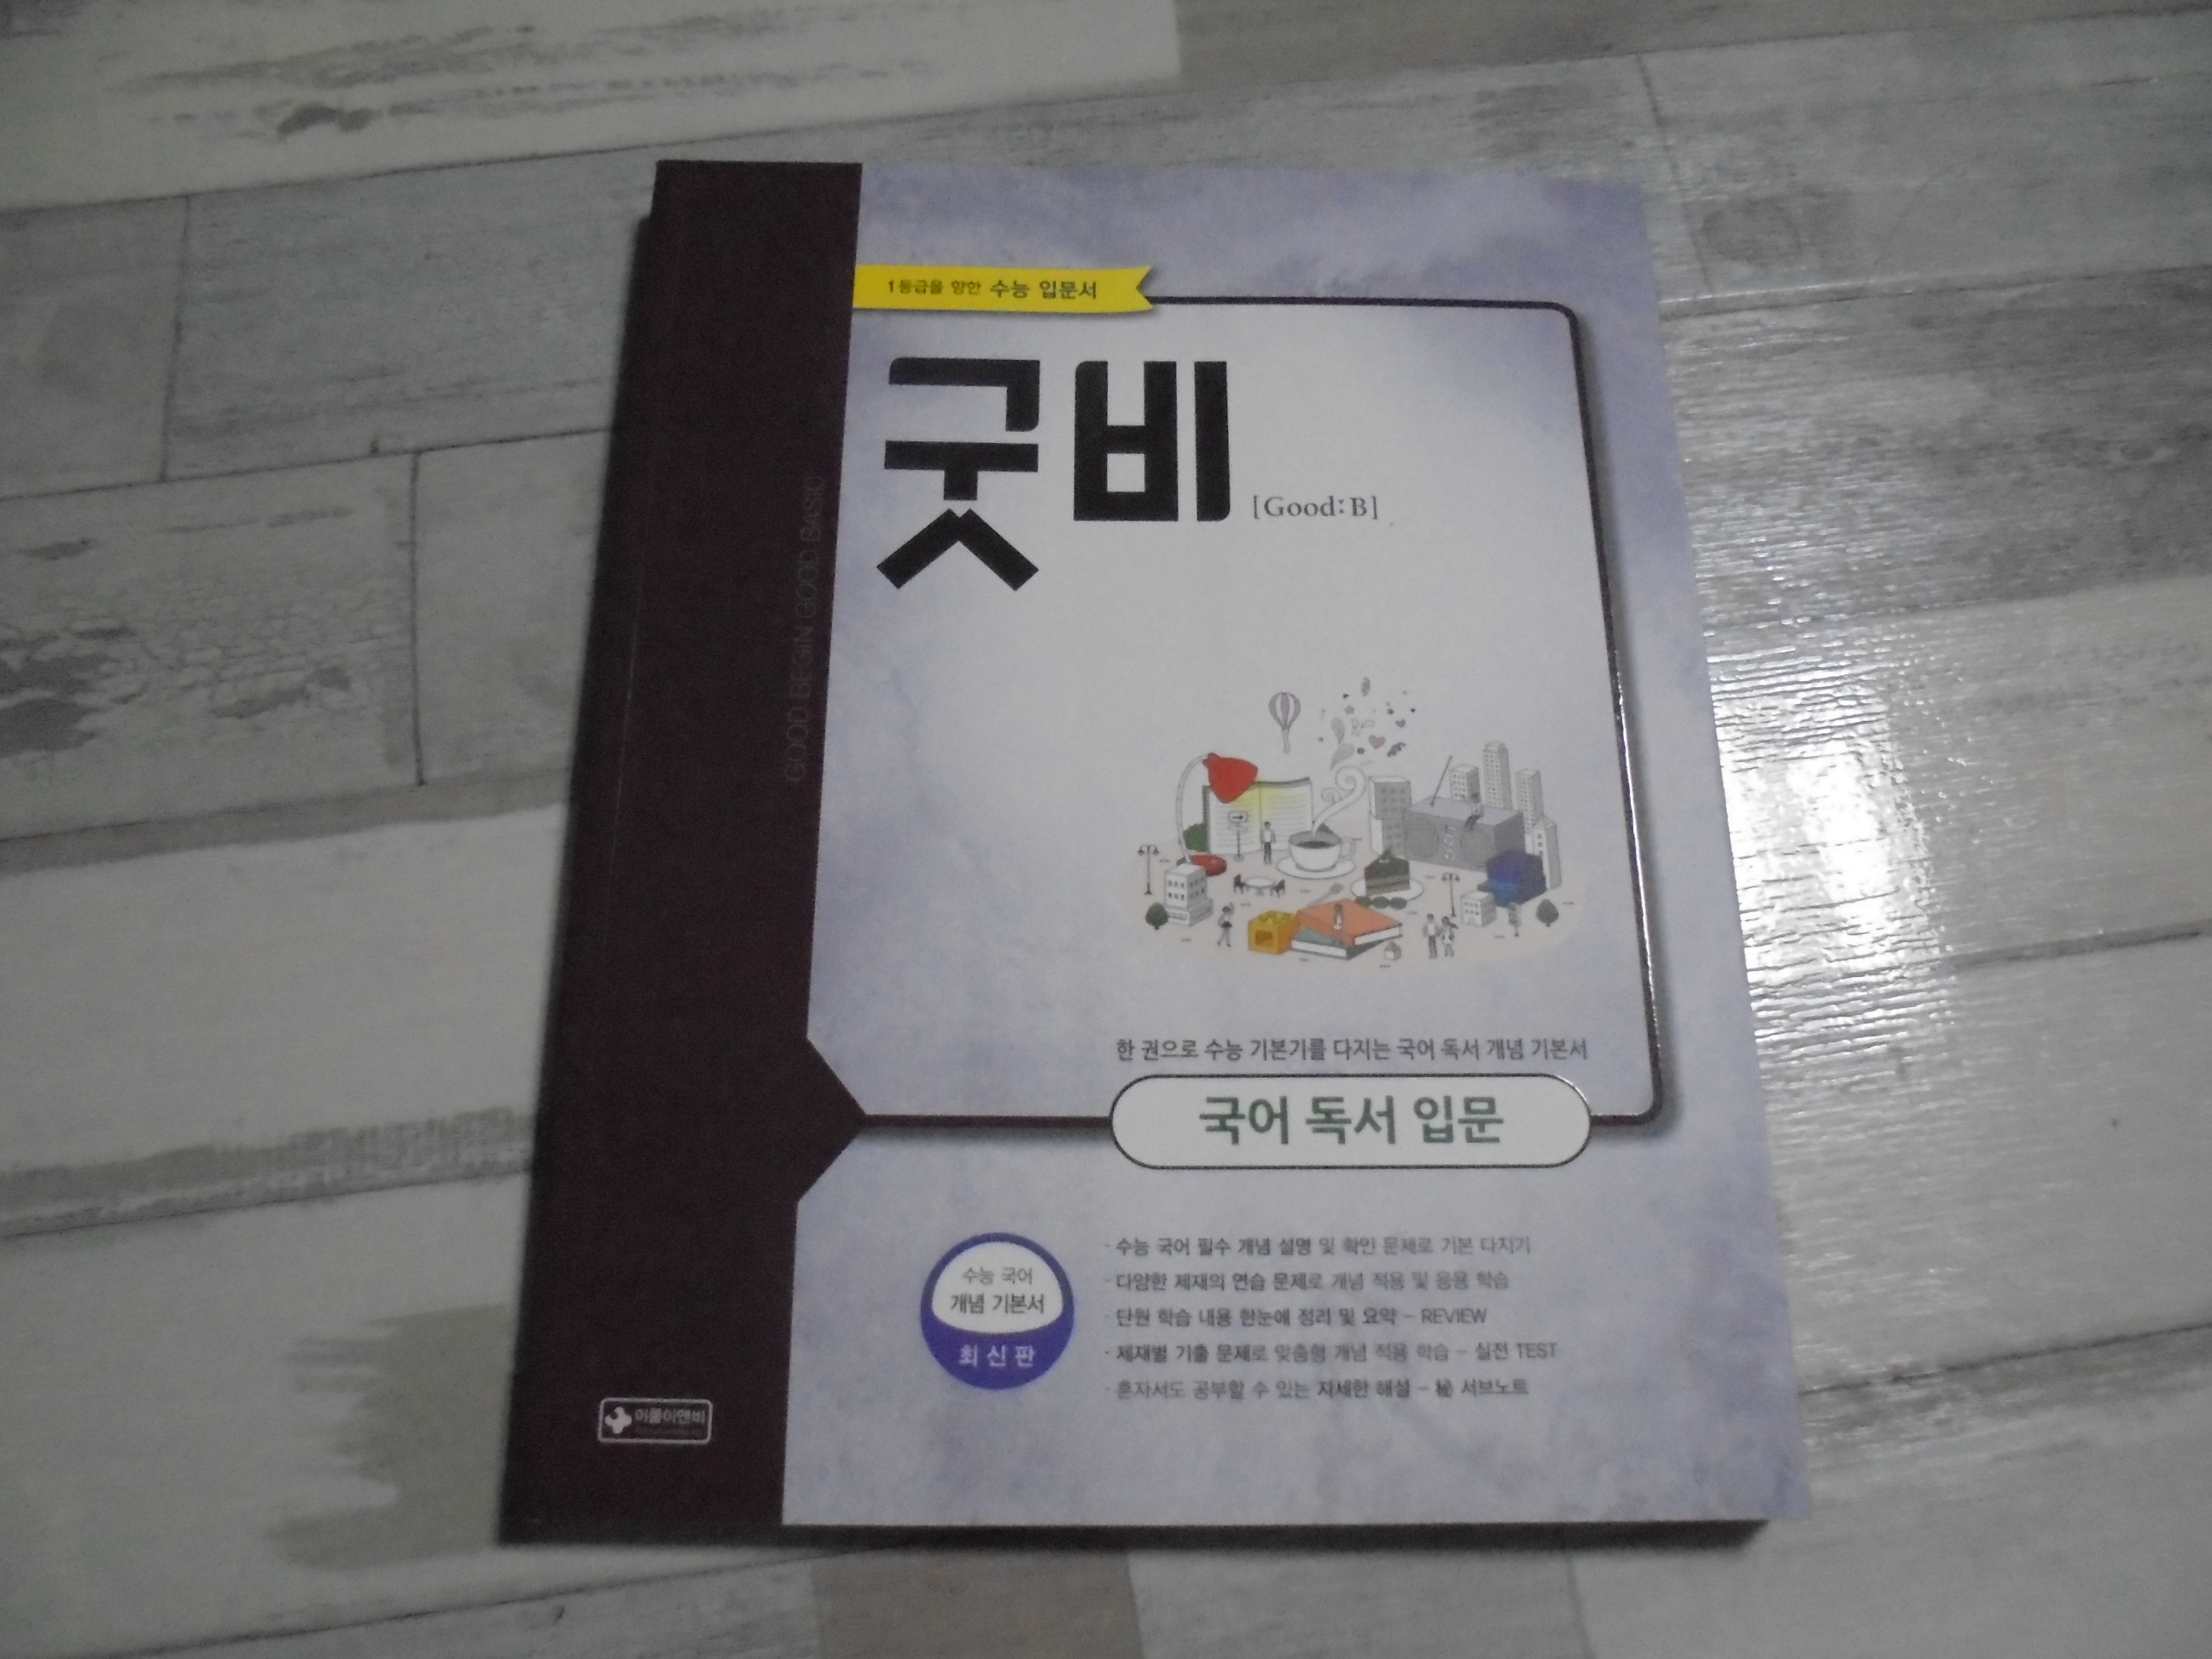 1등급을 향한 수능 입문서
굿비
[Good:B]
GOOD BEGIN GOOD BASIC
한 권으로 수능 기본기를 다지는 국어 독서 개념 기본서
국어 독서 입문
수능 국어
개념 기본서
최신판
· 수능 국어 필수 개념 설명 및 확인 문제로 기본 다지기
· 다양한 제재의 연습 문제로 개념 적용 및 응용 학습
· 단원 학습 내용 한눈에 정리 및 요약 - REVIEW
· 제재별 기출 문제로 맞춤형 개념 적용 학습 - 실전 TEST
· 혼자서도 공부할 수 있는 자세한 해설 - 秘 서브노트
이룸이앤비